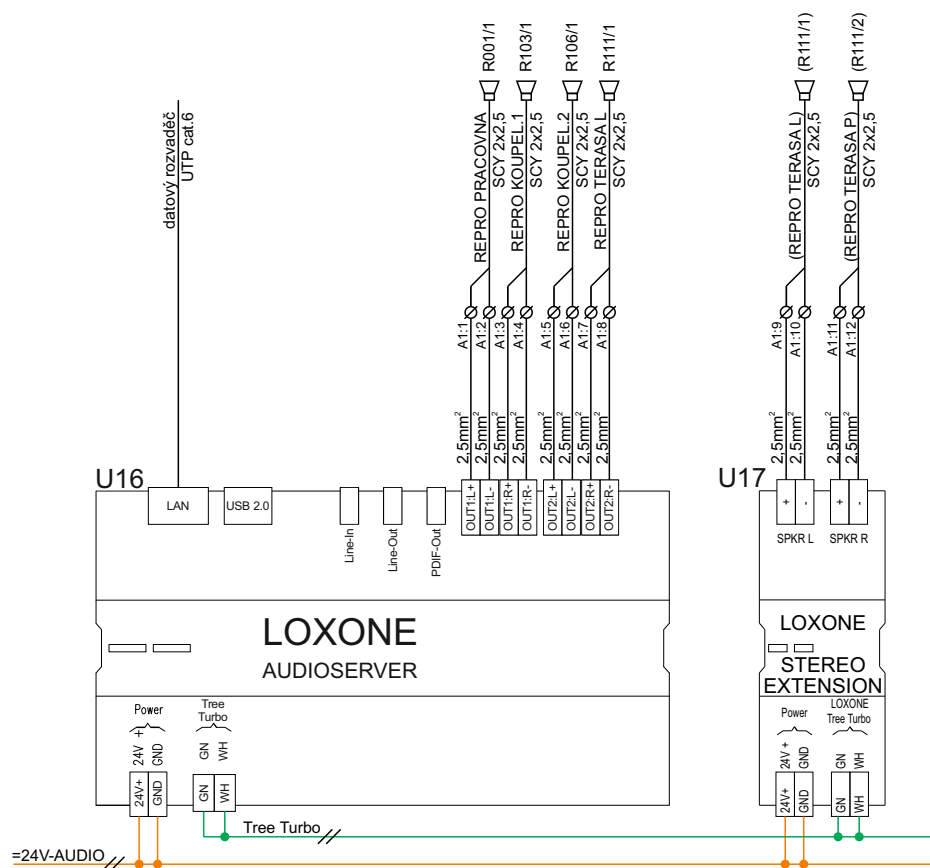 R001/1
R103/1
R106/1
R111/1
(R111/1)
(R111/2)
datový rozvaděč
UTP cat.6
REPRO PRACOVNA
SCY 2x2,5
REPRO KOUPEL.1
SCY 2x2,5
REPRO KOUPEL.2
SCY 2x2,5
REPRO TERASA L
SCY 2x2,5
(REPRO TERASA L)
SCY 2x2,5
(REPRO TERASA P)
SCY 2x2,5
A1:1
A1:2
A1:3
A1:4
A1:5
A1:6
A1:7
A1:8
A1:9
A1:10
A1:11
A1:12
2,5mm²
2,5mm²
2,5mm²
2,5mm²
2,5mm²
2,5mm²
2,5mm²
2,5mm²
2,5mm²
2,5mm²
2,5mm²
2,5mm²
U16
LAN
USB 2.0
Line-In
Line-Out
PDIF-Out
OUT1:L+
OUT1:L-
OUT1:R+
OUT1:R-
OUT2:L+
OUT2:L-
OUT2:R+
OUT2:R-
U17
+
-
+
-
SPKR L
SPKR R
LOXONE
AUDIOSERVER
LOXONE
STEREO
EXTENSION
Power
24V +
GND
24V+
GND
Tree
Turbo
GN
WH
GN
WH
Power
24V +
GND
24V+
GND
LOXONE
Tree Turbo
GN
WH
GN
WH
Tree Turbo
=24V-AUDIO